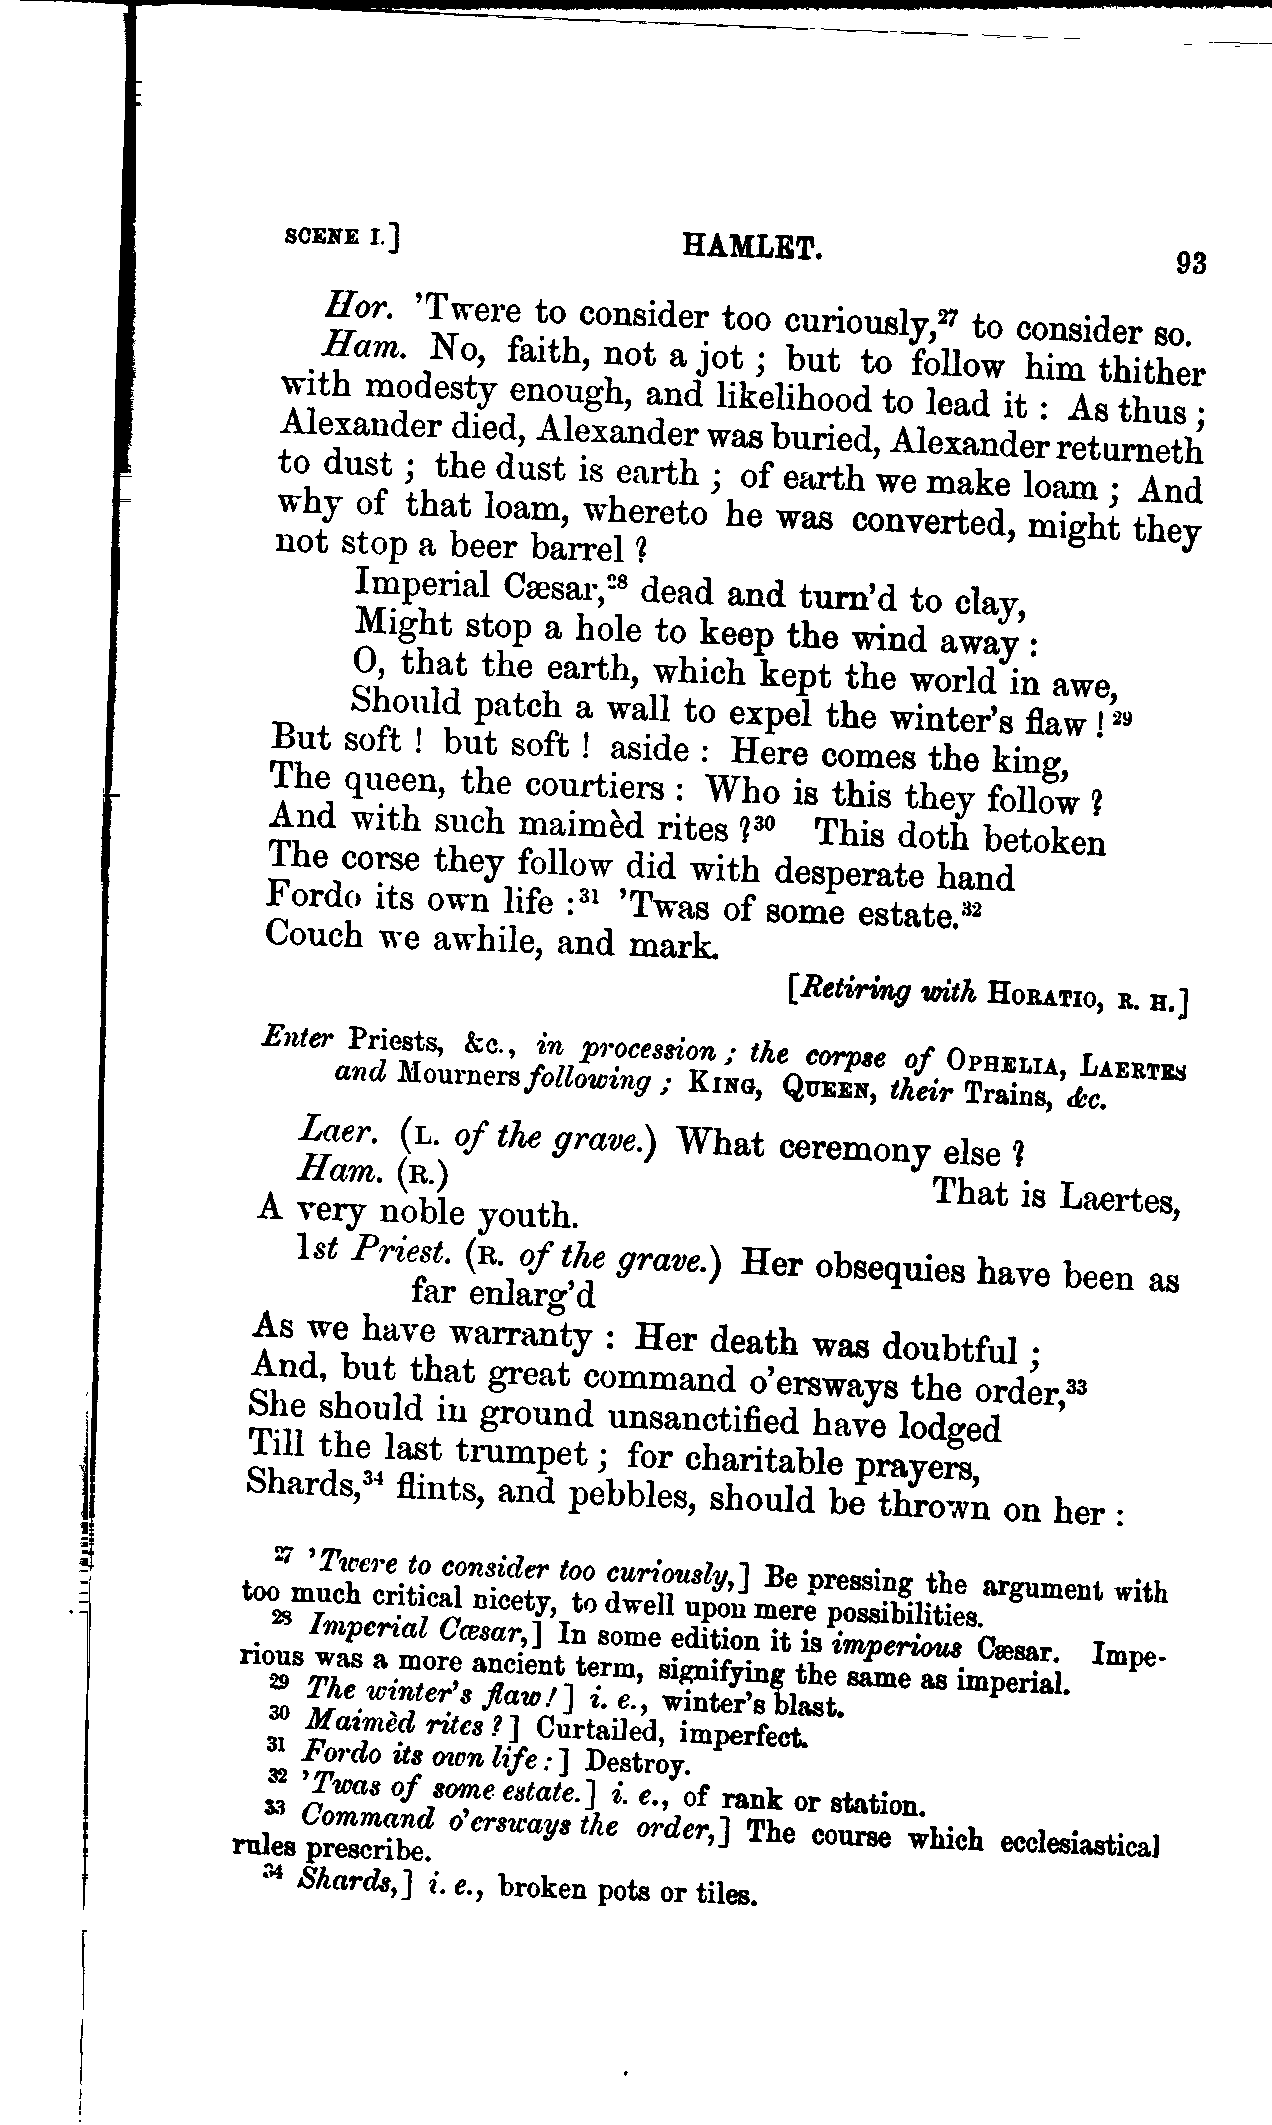 SCENE I.] HAMLET. 93
Hor. 'Twere to consider too curiously,²⁷ to consider so.
Ham. No, faith, not a jot ; but to follow him thither
with modesty enough, and likelihood to lead it : As thus ;
Alexander died, Alexander was buried, Alexander returneth
to dust ; the dust is earth ; of earth we make loam ; And
why of that loam, whereto he was converted, might they
not stop a beer barrel ?
Imperial Cæsar,²⁸ dead and turn'd to clay,
Might stop a hole to keep the wind away :
O, that the earth, which kept the world in awe,
Should patch a wall to expel the winter's flaw ! ²⁹
But soft ! but soft ! aside : Here comes the king,
The queen, the courtiers : Who is this they follow ?
And with such maimèd rites ?³⁰ This doth betoken
The corse they follow did with desperate hand
Fordo its own life :³¹ 'Twas of some estate.³²
Couch we awhile, and mark.
[Retiring with HORATIO, R. H.]
Enter Priests, &c., in procession ; the corpse of OPHELIA, LAERTES
and Mourners following ; KING, QUEEN, their Trains, &c.
Laer. (L. of the grave.) What ceremony else ?
Ham. (R.) That is Laertes,
A very noble youth.
1st Priest. (R. of the grave.) Her obsequies have been as
far enlarg'd
As we have warranty : Her death was doubtful ;
And, but that great command o'ersways the order,³³
She should in ground unsanctified have lodged
Till the last trumpet ; for charitable prayers,
Shards,³⁴ flints, and pebbles, should be thrown on her :
²⁷ 'Twere to consider too curiously,] Be pressing the argument with
too much critical nicety, to dwell upon mere possibilities.
²⁸ Imperial Cæsar,] In some edition it is imperious Cæsar. Impe-
rious was a more ancient term, signifying the same as imperial.
²⁹ The winter's flaw!] i. e., winter's blast.
³⁰ Maimèd rites ?] Curtailed, imperfect.
³¹ Fordo its own life :] Destroy.
³² 'Twas of some estate.] i. e., of rank or station.
³³ Command o'ersways the order,] The course which ecclesiastical
rules prescribe.
³⁴ Shards,] i. e., broken pots or tiles.